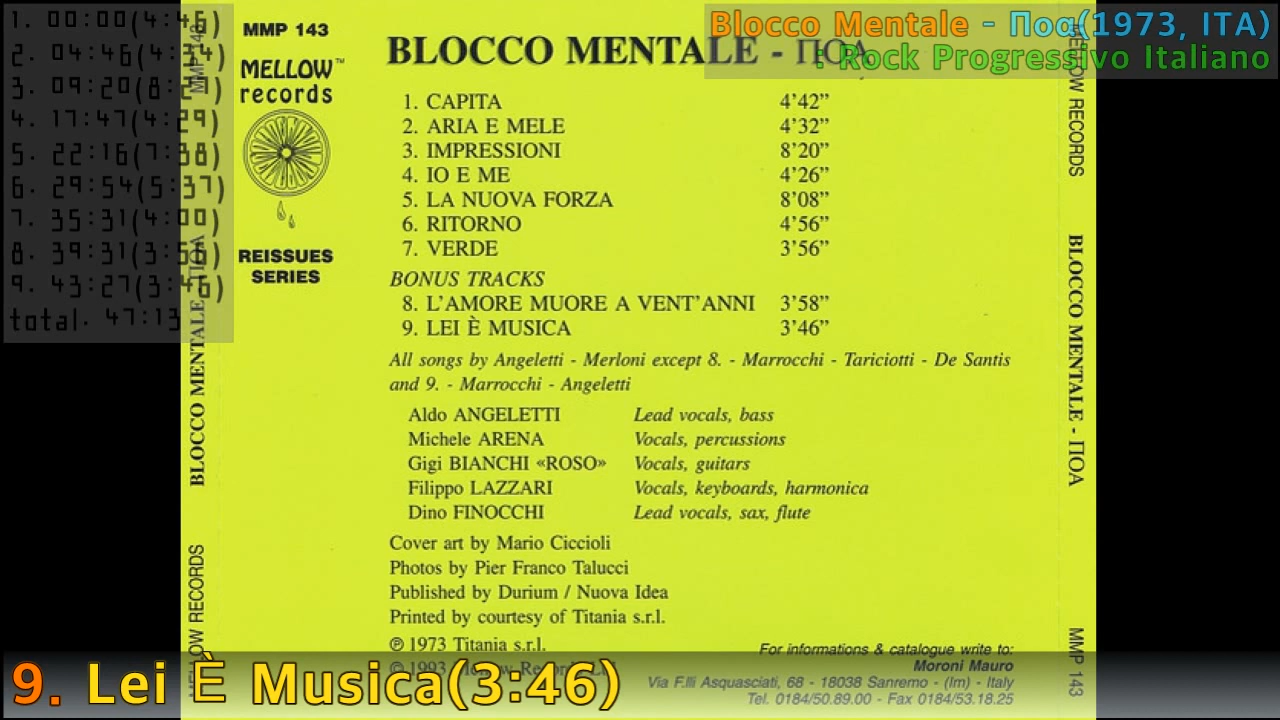 1. 00:00(4:46)
2. 04:46(4:34)
3. 09:20(8:27)
4. 17:47(4:29)
5. 22:16(7:38)
6. 29:54(5:37)
7. 35:31(4:00)
8. 39:31(3:56)
9. 43:27(3:46)
total. 47:13
Blocco Mentale - Ποα(1973, ITA)
: Rock Progressivo Italiano
MMP 143
MELLOW™
records
REISSUES
SERIES
BLOCCO MENTALE - ΠΟΑ
1. CAPITA 4’42”
2. ARIA E MELE 4’32”
3. IMPRESSIONI 8’20”
4. IO E ME 4’26”
5. LA NUOVA FORZA 8’08”
6. RITORNO 4’56”
7. VERDE 3’56”
BONUS TRACKS
8. L’AMORE MUORE A VENT’ANNI 3’58”
9. LEI È MUSICA 3’46”
All songs by Angeletti - Merloni except 8. - Marrocchi - Tariciotti - De Santis
and 9. - Marrocchi - Angeletti
Aldo ANGELETTI Lead vocals, bass
Michele ARENA Vocals, percussions
Gigi BIANCHI «ROSO» Vocals, guitars
Filippo LAZZARI Vocals, keyboards, harmonica
Dino FINOCCHI Lead vocals, sax, flute
Cover art by Mario Ciccioli
Photos by Pier Franco Talucci
Published by Durium / Nuova Idea
Printed by courtesy of Titania s.r.l.
℗ 1973 Titania s.r.l.
© 1993 Mellow Records
For informations & catalogue write to:
Moroni Mauro
Via F.lli Asquasciati, 68 - 18038 Sanremo - (Im) - Italy
Tel. 0184/50.89.00 - Fax 0184/53.18.25
MELLOW RECORDS
BLOCCO MENTALE - ΠΟΑ
MMP 143
MELLOW RECORDS
BLOCCO MENTALE - ΠΟΑ
MMP 143
9. Lei È Musica(3:46)